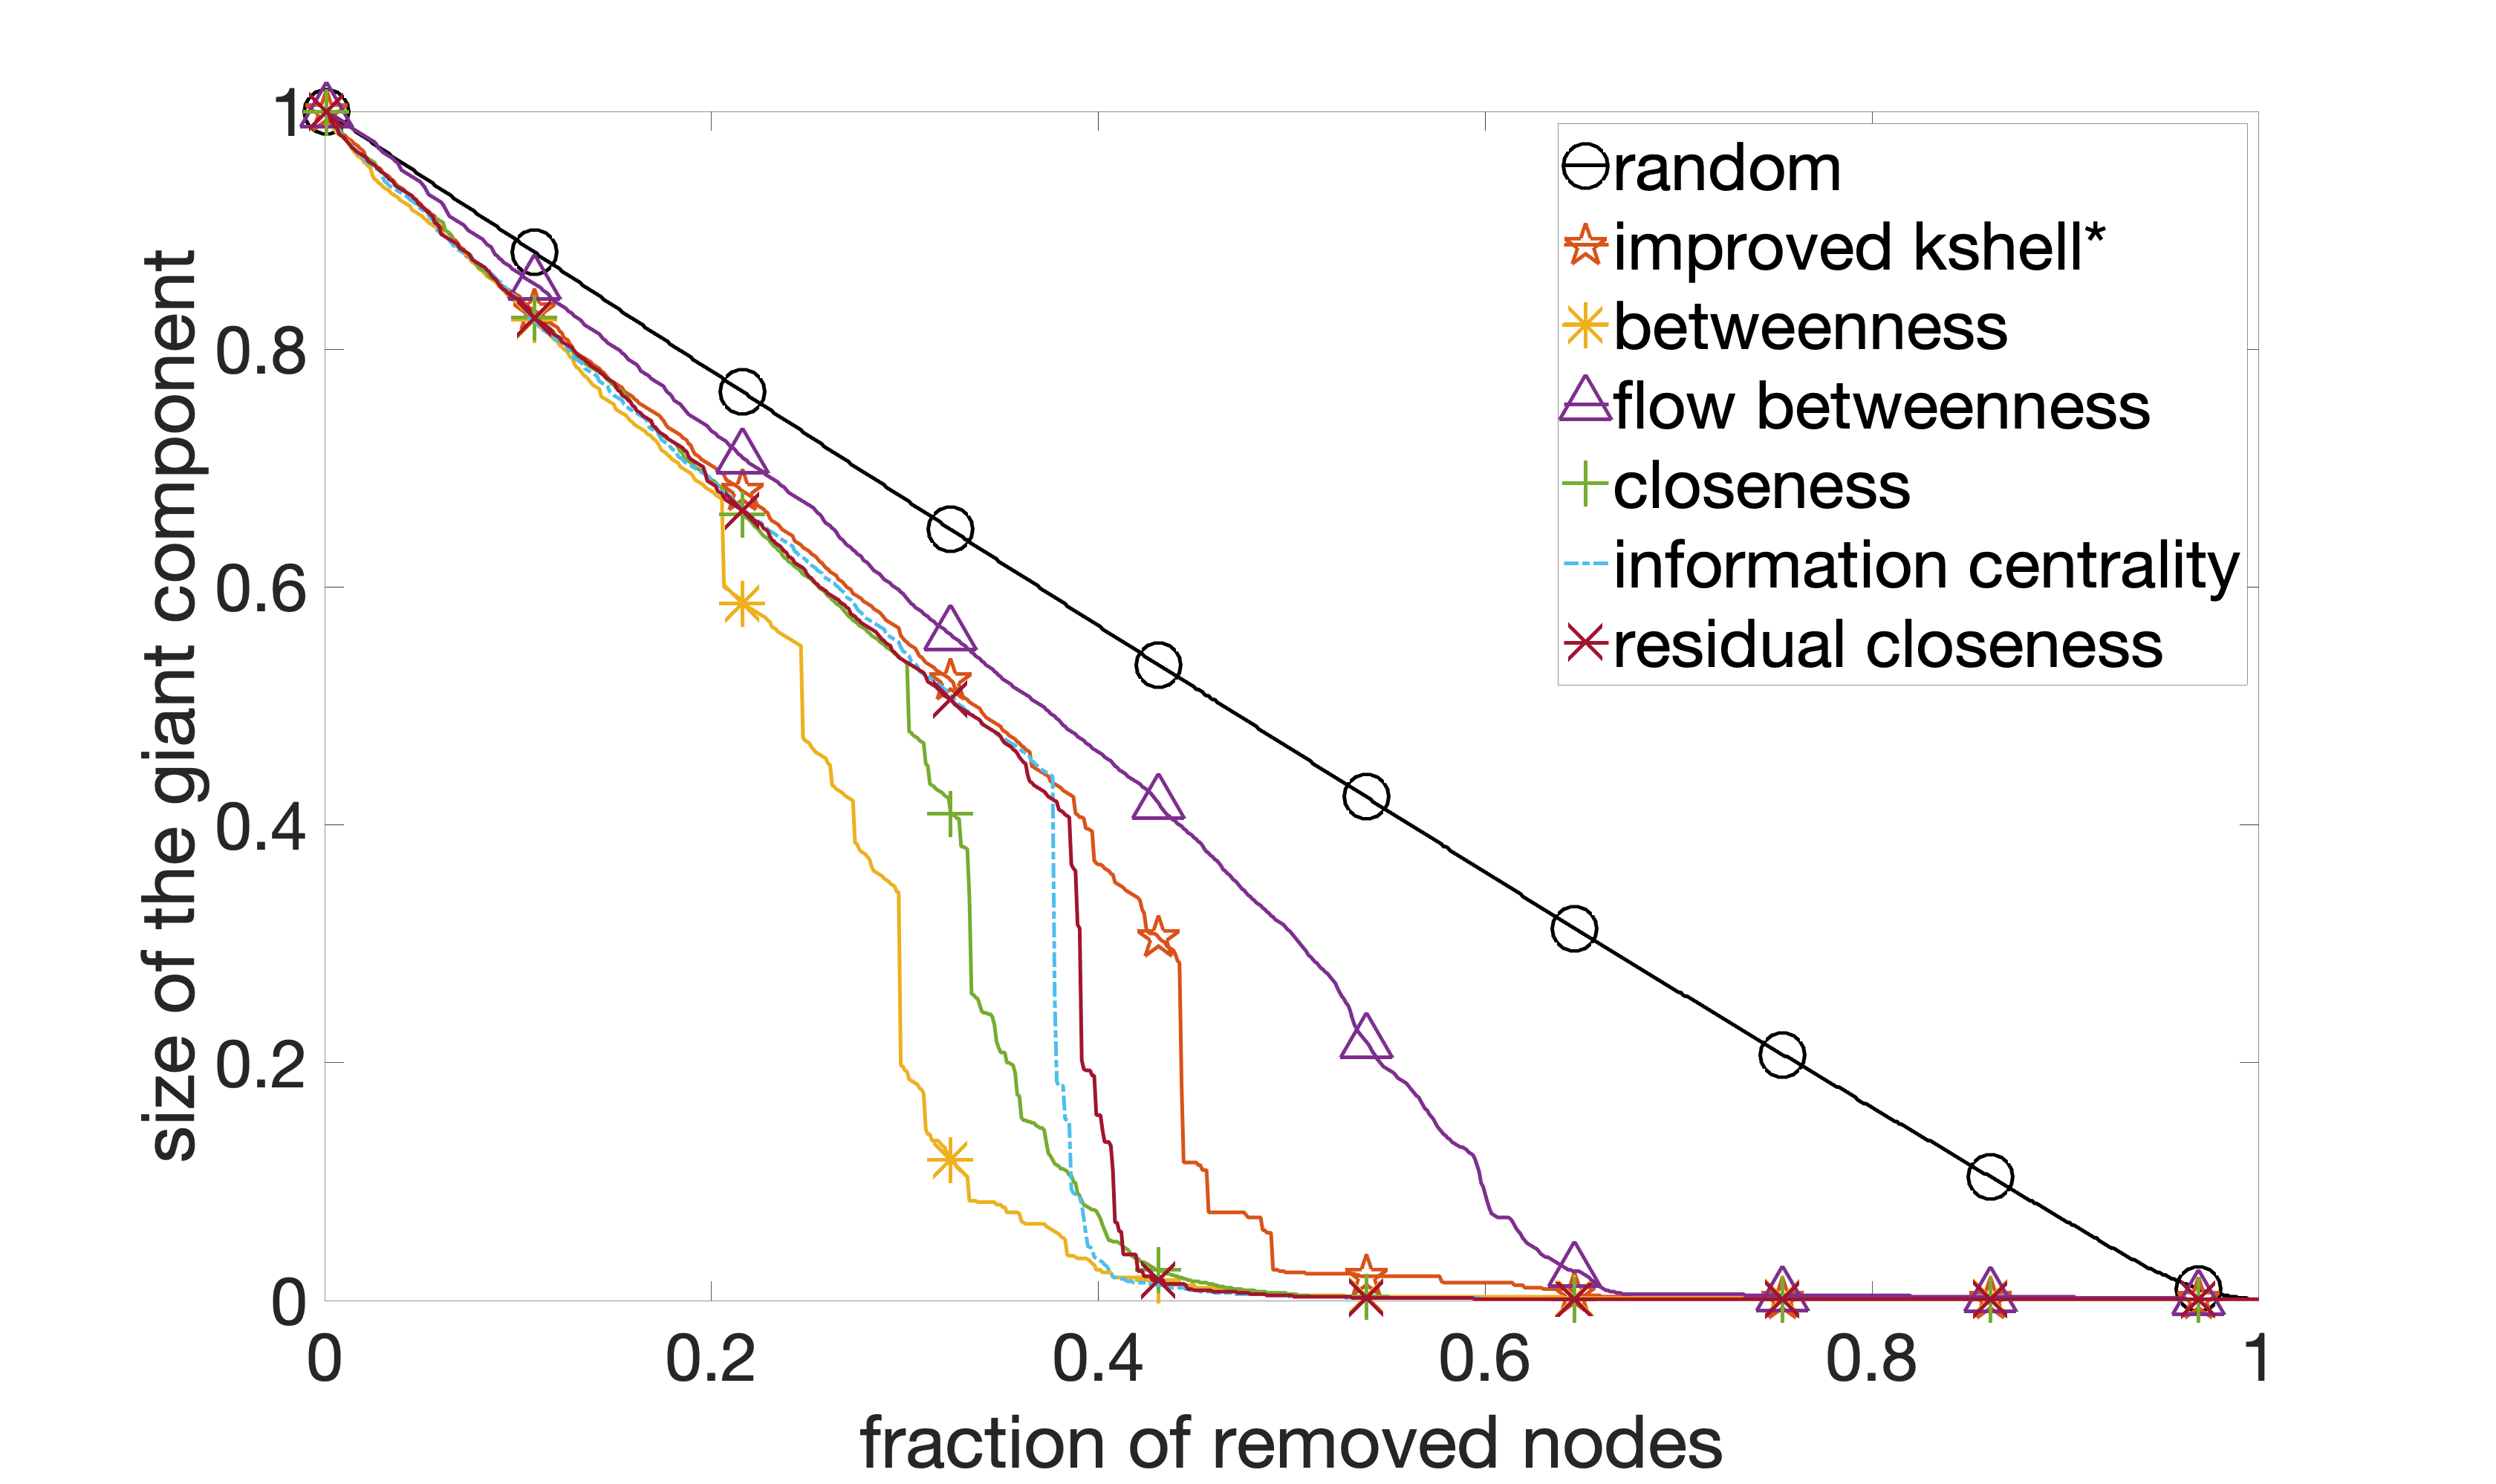 1
0.8
0.6
0.4
0.2
0
size of the giant component
random
improved kshell*
betweenness
flow betweenness
closeness
information centrality
residual closeness
0 0.2 0.4 0.6 0.8 1
fraction of removed nodes